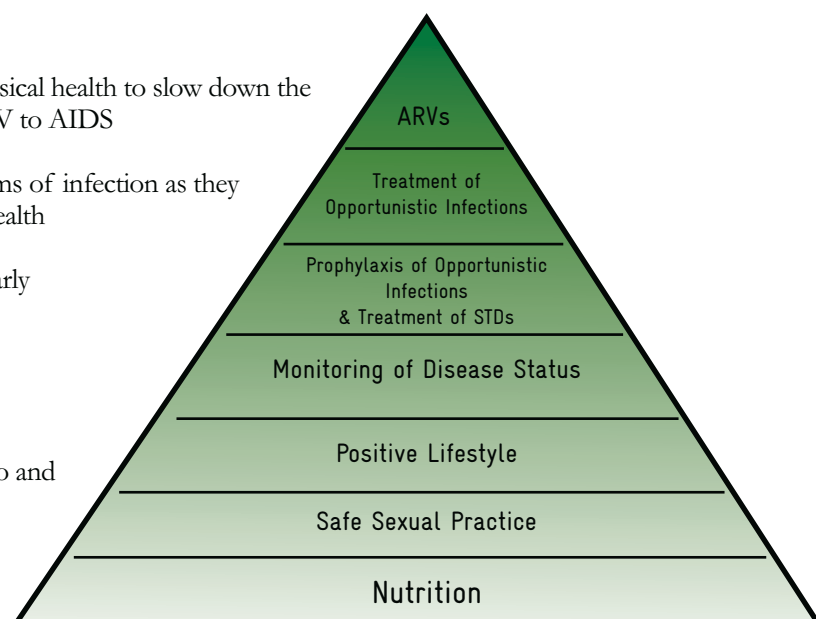 sical health to slow down the
V to AIDS
ms of infection as they
ealth
arly
o and
ARVs
Treatment of
Opportunistic Infections
Prophylaxis of Opportunistic
Infections
& Treatment of STDs
Monitoring of Disease Status
Positive Lifestyle
Safe Sexual Practice
Nutrition